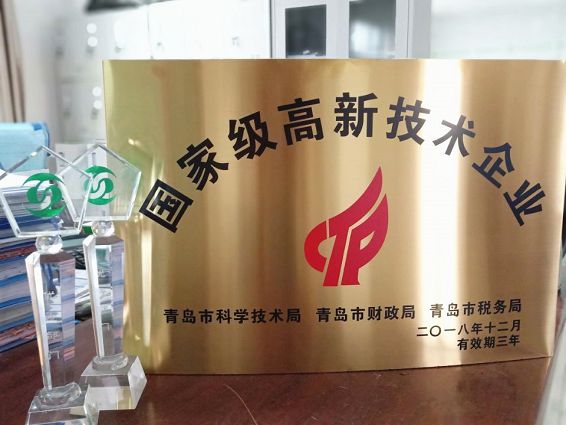 国家级高新技术企业
青岛市科学技术局 青岛市财政局 青岛市税务局
二〇一八年十二月
有效期三年